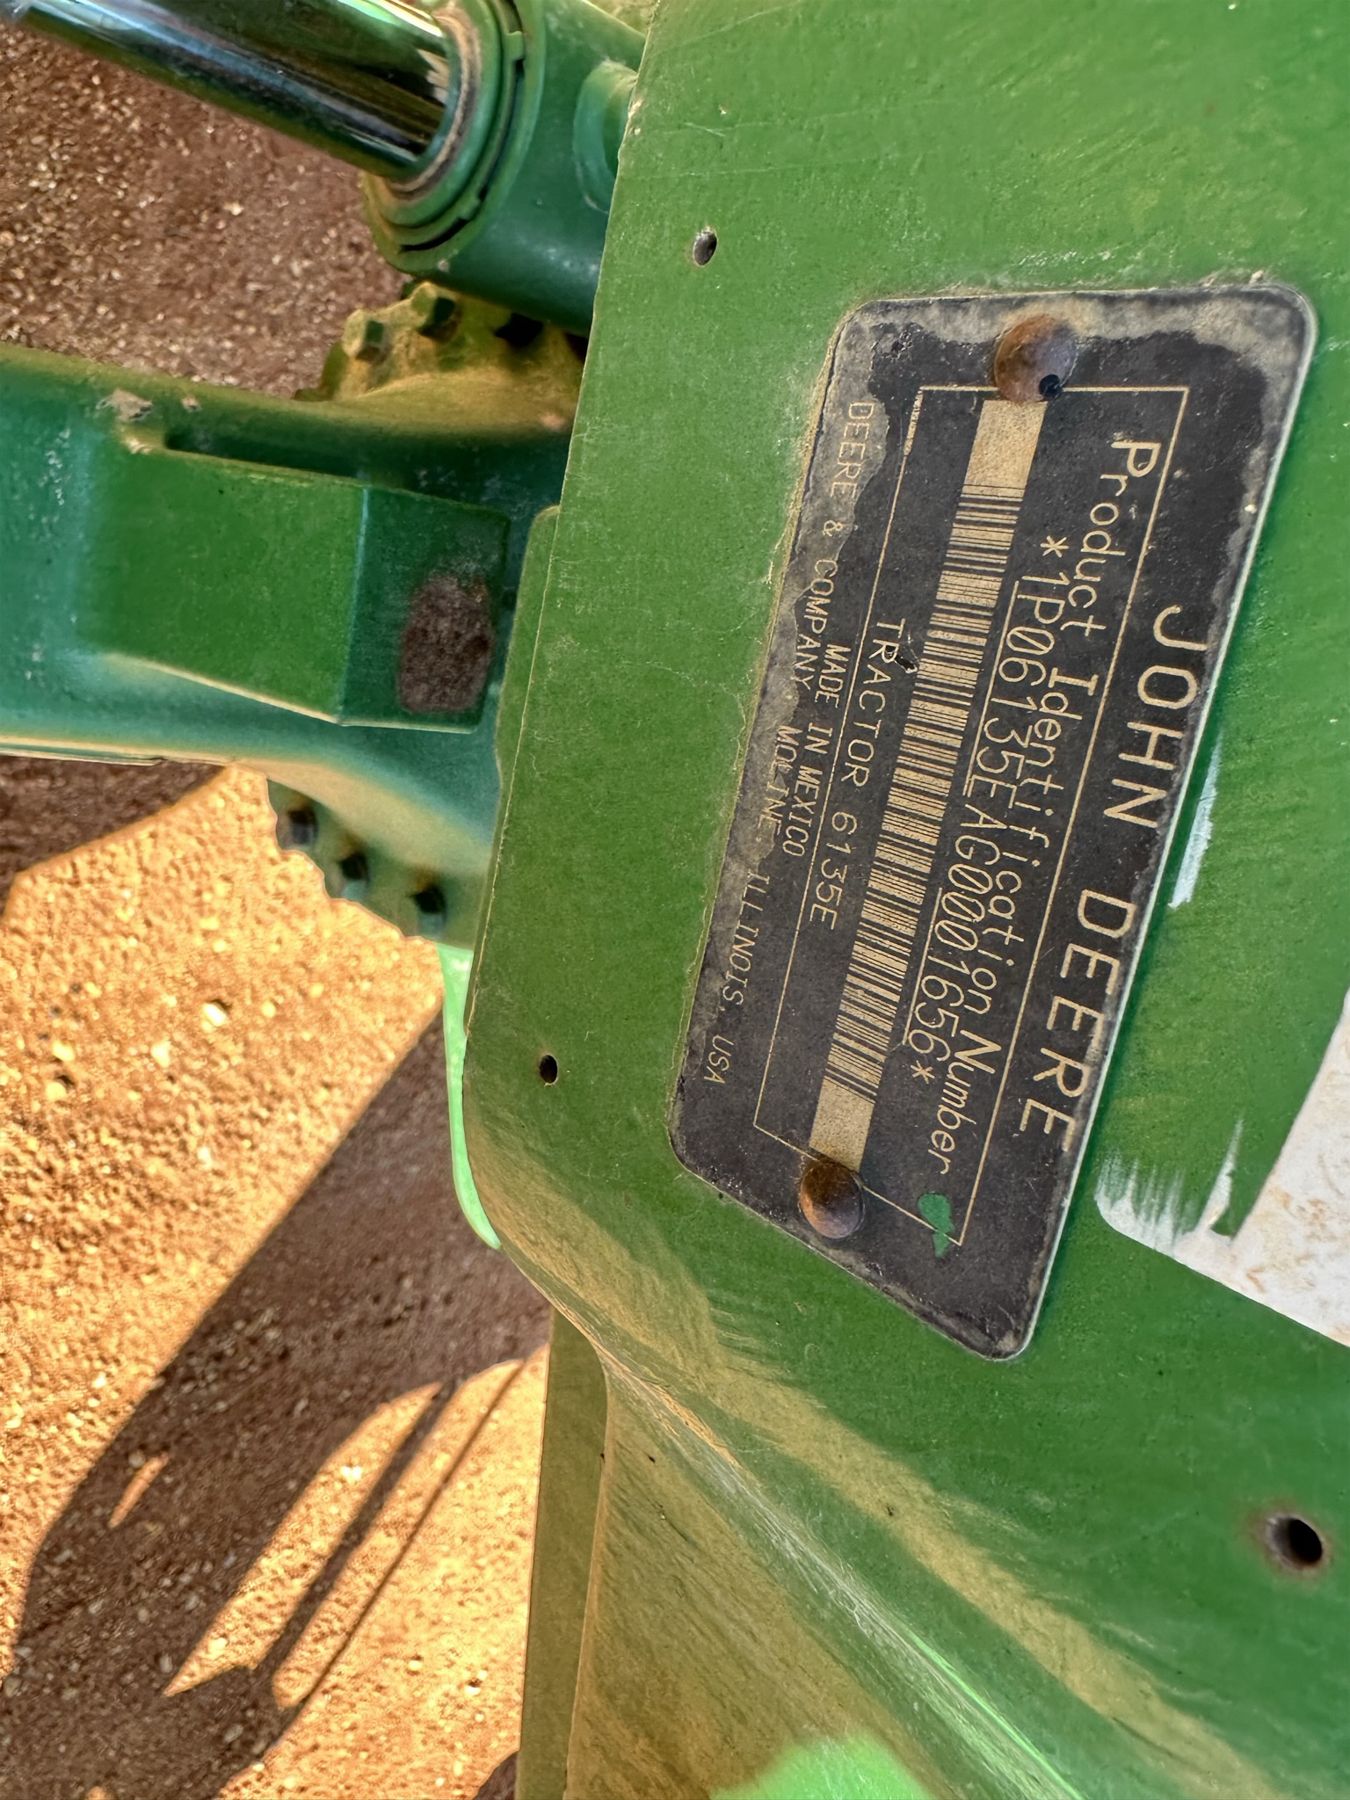 JOHN DEERE
Product Identification Number
*1P06135EAG0001656*
TRACTOR 6135E
MADE IN MEXICO
DEERE & COMPANY MOLINE, ILLINOIS, USA